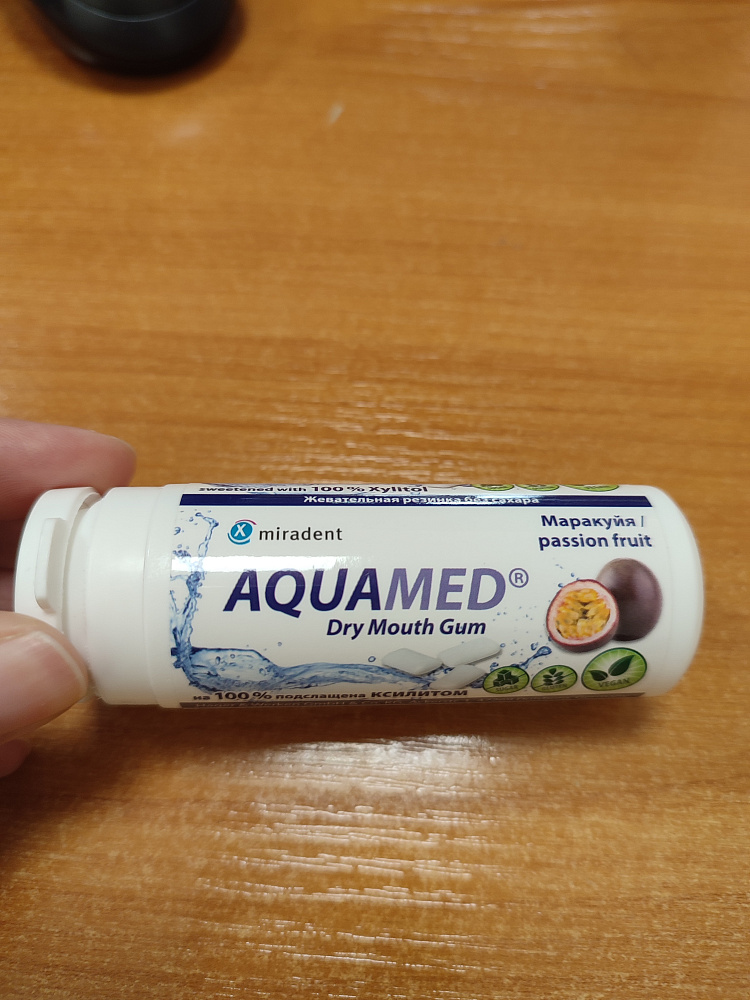 sweetened with 100% Xylitol
Жевательная резинка без сахара
miradent
Маракуйя /
passion fruit
AQUAMED®
Dry Mouth Gum
VEGAN
на 100% подслащена ксилитом